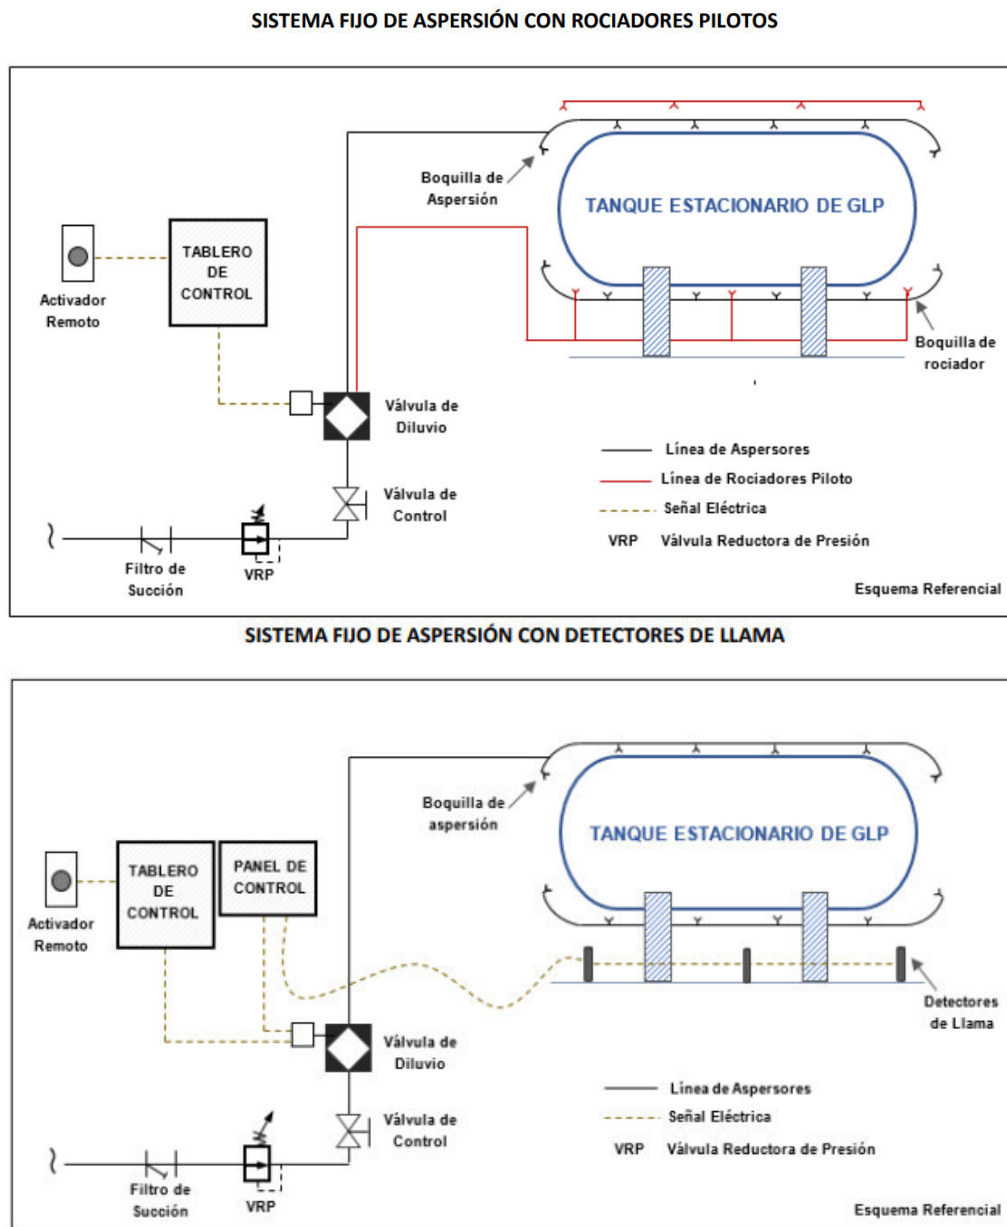 SISTEMA FIJO DE ASPERSIÓN CON ROCIADORES PILOTOS
Boquilla de
Aspersión
TANQUE ESTACIONARIO DE GLP
TABLERO
DE
CONTROL
Activador
Remoto
Boquilla de
rociador
Válvula de
Diluvio
Línea de Aspersores
Línea de Rociadores Piloto
Señal Eléctrica
VRP Válvula Reductora de Presión
Válvula de
Control
Filtro de
Succión
VRP
Esquema Referencial
SISTEMA FIJO DE ASPERSIÓN CON DETECTORES DE LLAMA
Boquilla de
aspersión
TANQUE ESTACIONARIO DE GLP
TABLERO
DE
CONTROL
PANEL DE
CONTROL
Activador
Remoto
Detectores
de Llama
Válvula de
Diluvio
Línea de Aspersores
Señal Eléctrica
VRP Válvula Reductora de Presión
Válvula de
Control
Filtro de
Succión
VRP
Esquema Referencial